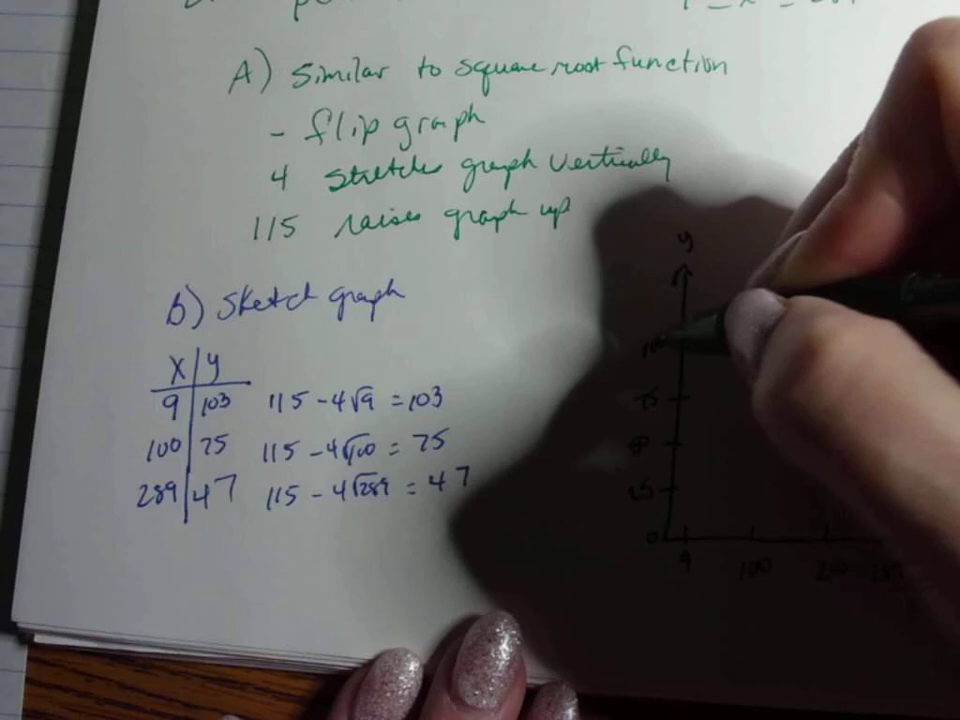 A) Similar to square root function
- flip graph
4 stretches graph vertically
115 raises graph up
B) Sketch graph
x | y
9 | 103 115 - 4√9 = 103
100 | 75 115 - 4√100 = 75
289 | 47 115 - 4√289 = 47
y
25
0
9 100